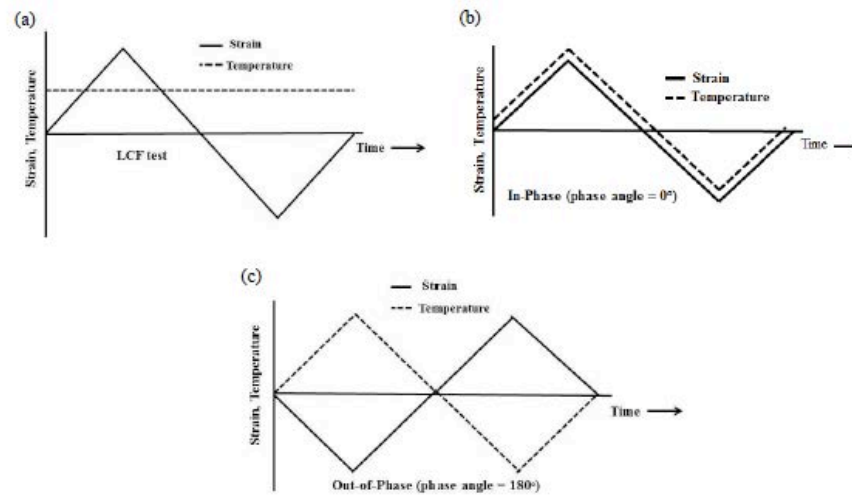 (a)
Strain
Temperature
Strain, Temperature
Time
LCF test
(b)
Strain
Temperature
Strain, Temperature
Time
In-Phase (phase angle = 0°)
(c)
Strain
Temperature
Strain, Temperature
Time
Out-of-Phase (phase angle = 180°)